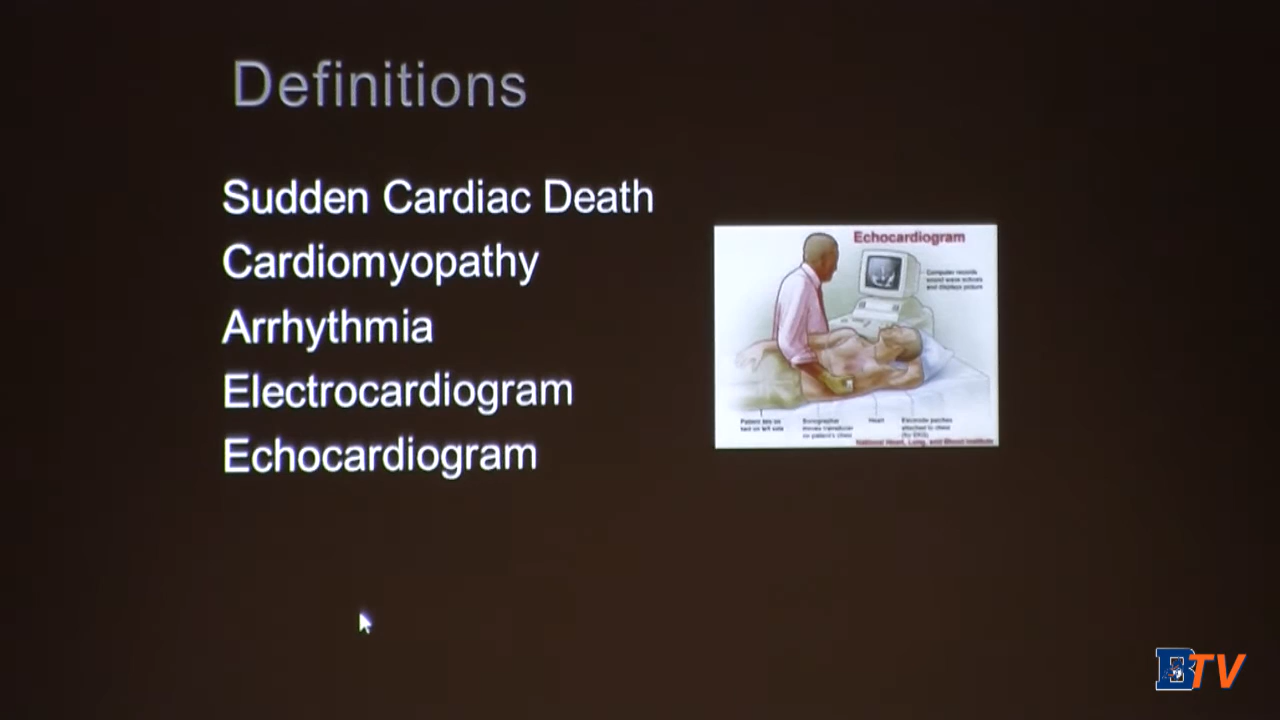 Definitions
Sudden Cardiac Death
Cardiomyopathy
Arrhythmia
Electrocardiogram
Echocardiogram
Echocardiogram
Computer records
sound wave echoes
and displays picture
Patient lies on
bed on left side
Sonographer
moves transducer
on patient's chest
Heart
Electrode patches
attached to chest
(for EKG)
National Heart, Lung, and Blood Institute
BTV